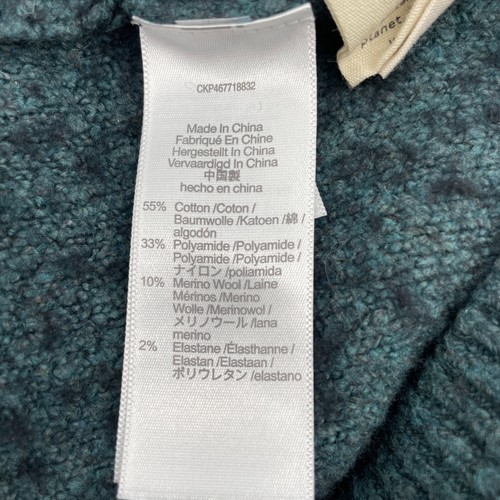 Planet
CKP467718832
Made In China
Fabriqué En Chine
Hergestellt In China
Vervaardigd In China
中国製
hecho en china
55% Cotton /Coton /
Baumwolle /Katoen /綿 /
algodón
33% Polyamide /Polyamide /
Polyamide /Polyamide /
ナイロン /poliamida
10% Merino Wool /Laine
Mérinos /Merino
Wolle /Merinowol /
メリノウール /lana
merino
2% Elastane /Élasthanne /
Elastan /Elastaan /
ポリウレタン /elastano